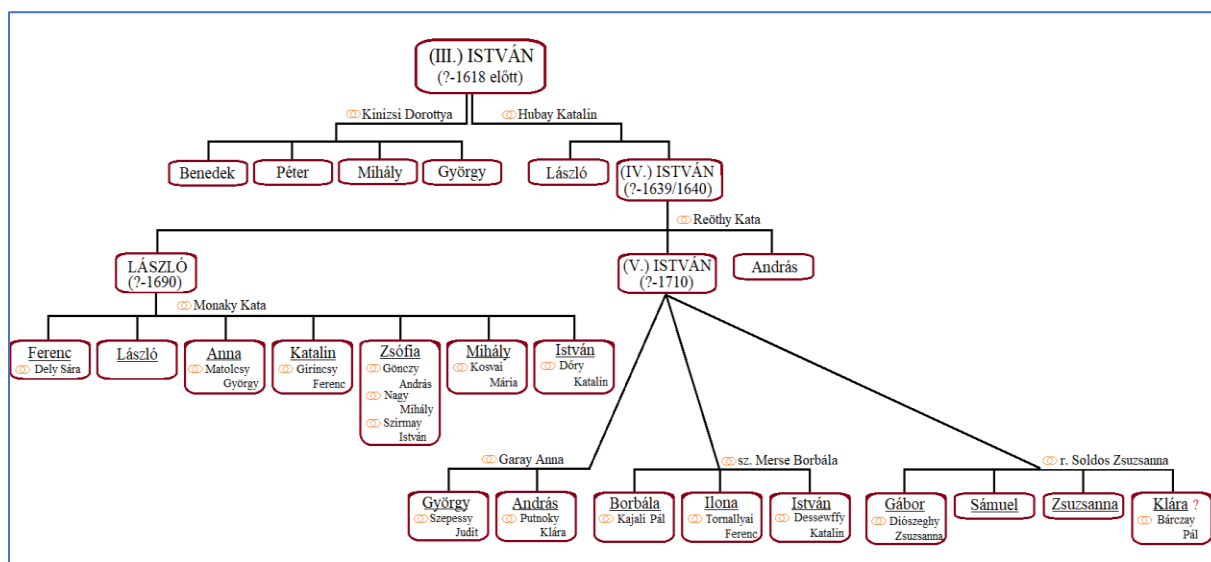 (III.) ISTVÁN
(?-1618 előtt)
Kinizsi Dorottya
Hubay Katalin
Benedek
Péter
Mihály
György
László
(IV.) ISTVÁN
(?-1639/1640)
Reöthy Kata
LÁSZLÓ
(?-1690)
(V.) ISTVÁN
(?-1710)
András
Monaky Kata
Ferenc
Dely Sára
László
Anna
Matolcsy
György
Katalin
Girincsy
Ferenc
Zsófia
Gönczy
András
Nagy
Mihály
Szirmay
István
Mihály
Kosvai
Mária
István
Dőry
Katalin
Garay Anna
sz. Merse Borbála
r. Soldos Zsuzsanna
György
Szepessy
Judit
András
Putnoky
Klára
Borbála
Kajali Pál
Ilona
Tornallyai
Ferenc
István
Dessewffy
Katalin
Gábor
Diószeghy
Zsuzsanna
Sámuel
Zsuzsanna
Klára ?
Bárczay
Pál